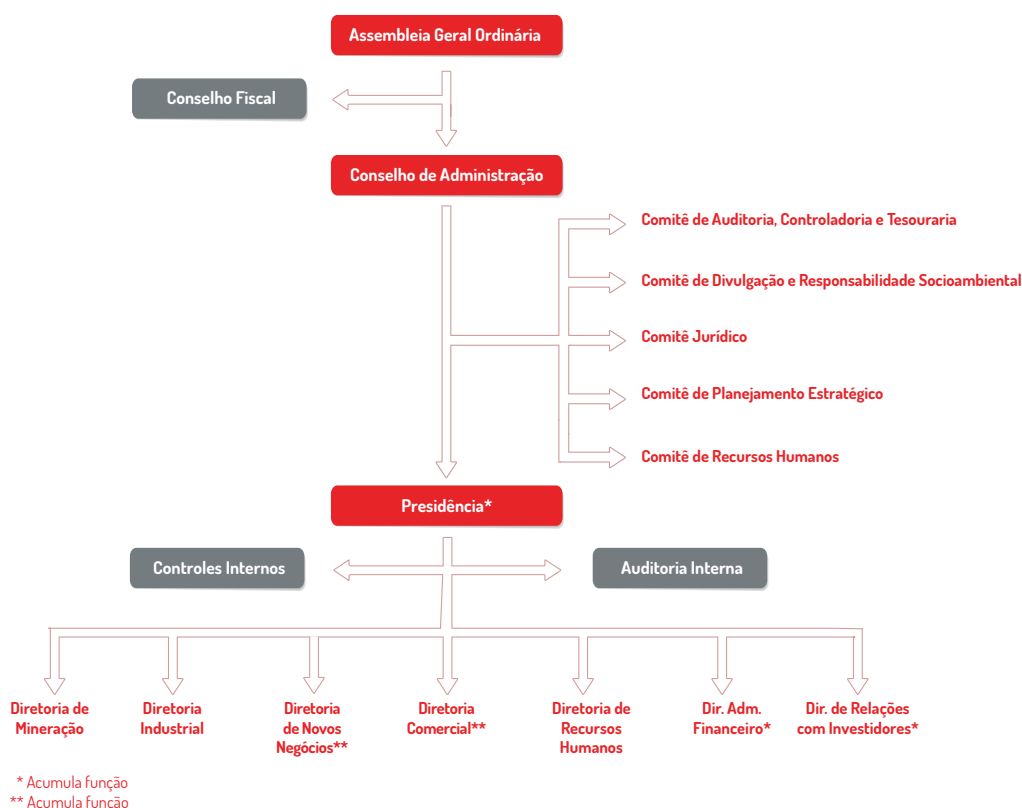 Assembleia Geral Ordinária
Conselho Fiscal
Conselho de Administração
Comitê de Auditoria, Controladoria e Tesouraria
Comitê de Divulgação e Responsabilidade Socioambiental
Comitê Jurídico
Comitê de Planejamento Estratégico
Comitê de Recursos Humanos
Presidência*
Controles Internos
Auditoria Interna
Diretoria de
Mineração
Diretoria
Industrial
Diretoria
de Novos
Negócios**
Diretoria
Comercial**
Diretoria de
Recursos
Humanos
Dir. Adm.
Financeiro*
Dir. de Relações
com Investidores*
* Acumula função
** Acumula função